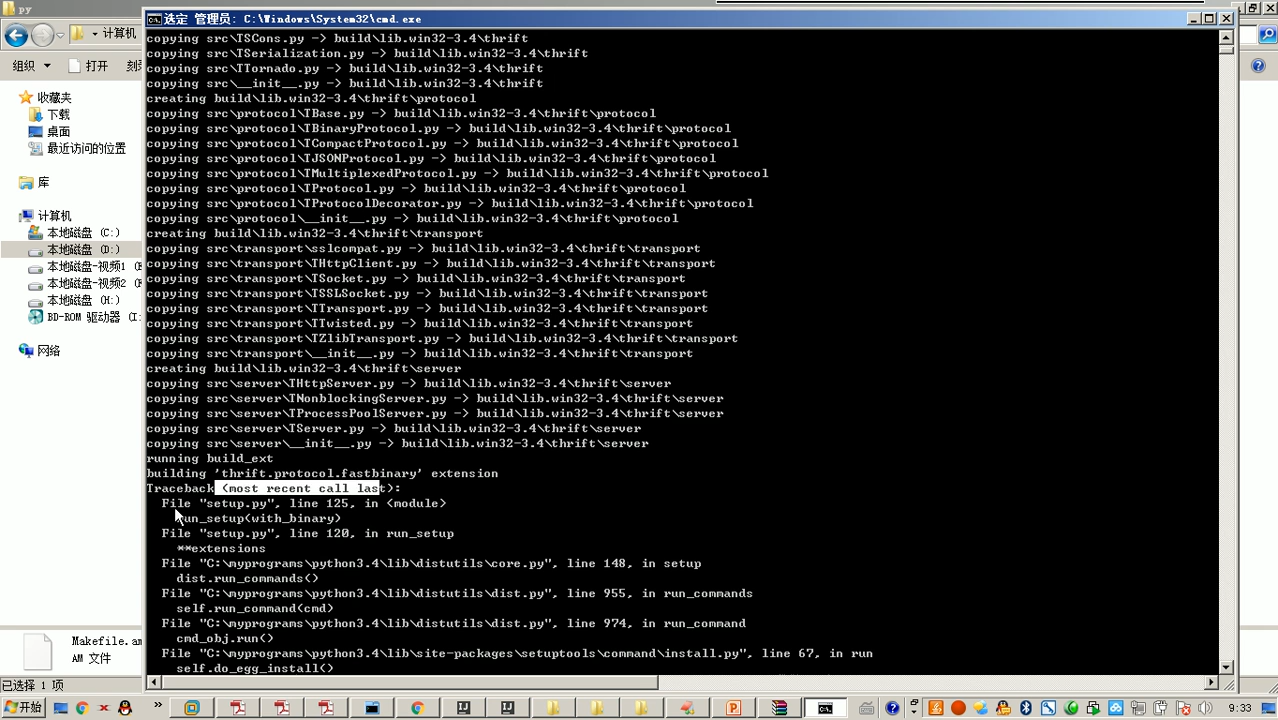 py
选定 管理员: C:\Windows\System32\cmd.exe
计算机
组织
打开
收藏夹
下载
桌面
最近访问的位置
库
计算机
本地磁盘 (C:)
本地磁盘 (D:)
本地磁盘-视频1
本地磁盘-视频2
本地磁盘 (H:)
BD-ROM 驱动器 (I:
网络
copying src\TSCons.py -> build\lib.win32-3.4\thrift
copying src\TSerialization.py -> build\lib.win32-3.4\thrift
copying src\TTornado.py -> build\lib.win32-3.4\thrift
copying src\__init__.py -> build\lib.win32-3.4\thrift
creating build\lib.win32-3.4\thrift\protocol
copying src\protocol\TBase.py -> build\lib.win32-3.4\thrift\protocol
copying src\protocol\TBinaryProtocol.py -> build\lib.win32-3.4\thrift\protocol
copying src\protocol\TCompactProtocol.py -> build\lib.win32-3.4\thrift\protocol
copying src\protocol\TJSONProtocol.py -> build\lib.win32-3.4\thrift\protocol
copying src\protocol\TMultiplexedProtocol.py -> build\lib.win32-3.4\thrift\protocol
copying src\protocol\TProtocol.py -> build\lib.win32-3.4\thrift\protocol
copying src\protocol\TProtocolDecorator.py -> build\lib.win32-3.4\thrift\protocol
copying src\protocol\__init__.py -> build\lib.win32-3.4\thrift\protocol
creating build\lib.win32-3.4\thrift\transport
copying src\transport\sslcompat.py -> build\lib.win32-3.4\thrift\transport
copying src\transport\THttpClient.py -> build\lib.win32-3.4\thrift\transport
copying src\transport\TSocket.py -> build\lib.win32-3.4\thrift\transport
copying src\transport\TSSLSocket.py -> build\lib.win32-3.4\thrift\transport
copying src\transport\TTransport.py -> build\lib.win32-3.4\thrift\transport
copying src\transport\TTwisted.py -> build\lib.win32-3.4\thrift\transport
copying src\transport\TZlibTransport.py -> build\lib.win32-3.4\thrift\transport
copying src\transport\__init__.py -> build\lib.win32-3.4\thrift\transport
creating build\lib.win32-3.4\thrift\server
copying src\server\THttpServer.py -> build\lib.win32-3.4\thrift\server
copying src\server\TNonblockingServer.py -> build\lib.win32-3.4\thrift\server
copying src\server\TProcessPoolServer.py -> build\lib.win32-3.4\thrift\server
copying src\server\TServer.py -> build\lib.win32-3.4\thrift\server
copying src\server\__init__.py -> build\lib.win32-3.4\thrift\server
running build_ext
building 'thrift.protocol.fastbinary' extension
Traceback (most recent call last):
File "setup.py", line 125, in <module>
run_setup(with_binary)
File "setup.py", line 120, in run_setup
**extensions
File "C:\myprograms\python3.4\lib\distutils\core.py", line 148, in setup
dist.run_commands()
File "C:\myprograms\python3.4\lib\distutils\dist.py", line 955, in run_commands
self.run_command(cmd)
File "C:\myprograms\python3.4\lib\distutils\dist.py", line 974, in run_command
cmd_obj.run()
File "C:\myprograms\python3.4\lib\site-packages\setuptools\command\install.py", line 67, in run
self.do_egg_install()
Makefile.am
AM 文件
已选择 1 项
开始
9:33